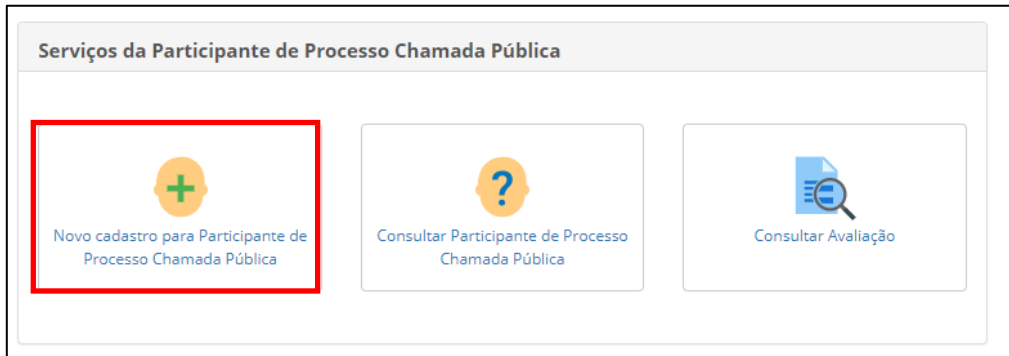 Serviços da Participante de Processo Chamada Pública
Novo cadastro para Participante de
Processo Chamada Pública
Consultar Participante de Processo
Chamada Pública
Consultar Avaliação